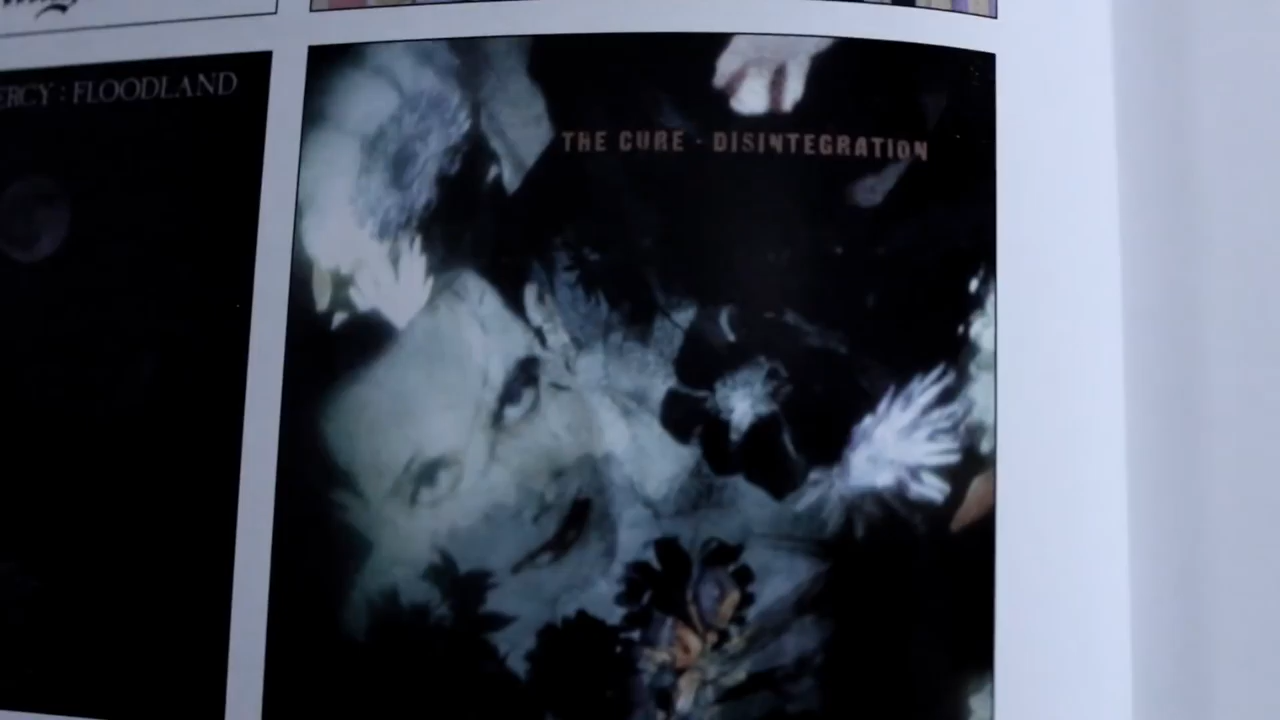 ERCY : FLOODLAND
THE CURE - DISINTEGRATION